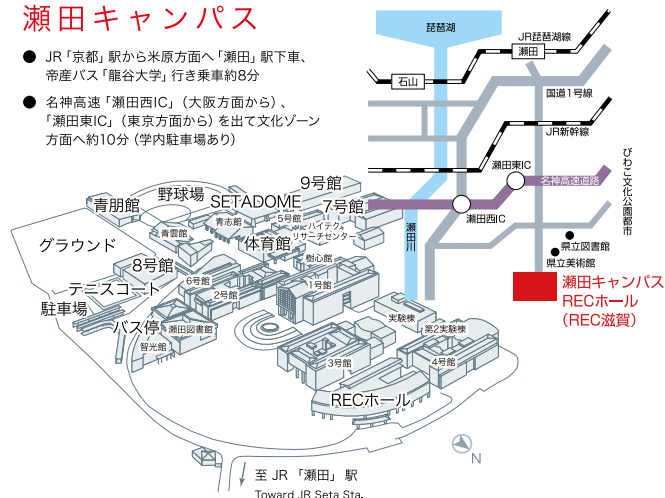 瀬田キャンパス
● JR「京都」駅から米原方面へ「瀬田」駅下車、
帝産バス「龍谷大学」行き乗車約8分
● 名神高速「瀬田西IC」（大阪方面から）、
「瀬田東IC」（東京方面から）を出て文化ゾーン
方面へ約10分（学内駐車場あり）
琵琶湖
JR琵琶湖線
瀬田
石山
国道1号線
JR新幹線
びわこ文化公園都市
瀬田東IC
名神高速道路
瀬田西IC
瀬田川
県立図書館
県立美術館
瀬田キャンパス
RECホール
（REC滋賀）
9号館
野球場
SETADOME
7号館
青朋館
青志館
5号館
ハイテク
リサーチセンター
青雲館
体育館
グラウンド
樹心館
8号館
6号館
1号館
テニスコート
2号館
駐車場
バス停
瀬田図書館
実験棟
第2実験棟
智光館
3号館
4号館
RECホール
N
至 JR 「瀬田」 駅
Toward JR Seta Sta.